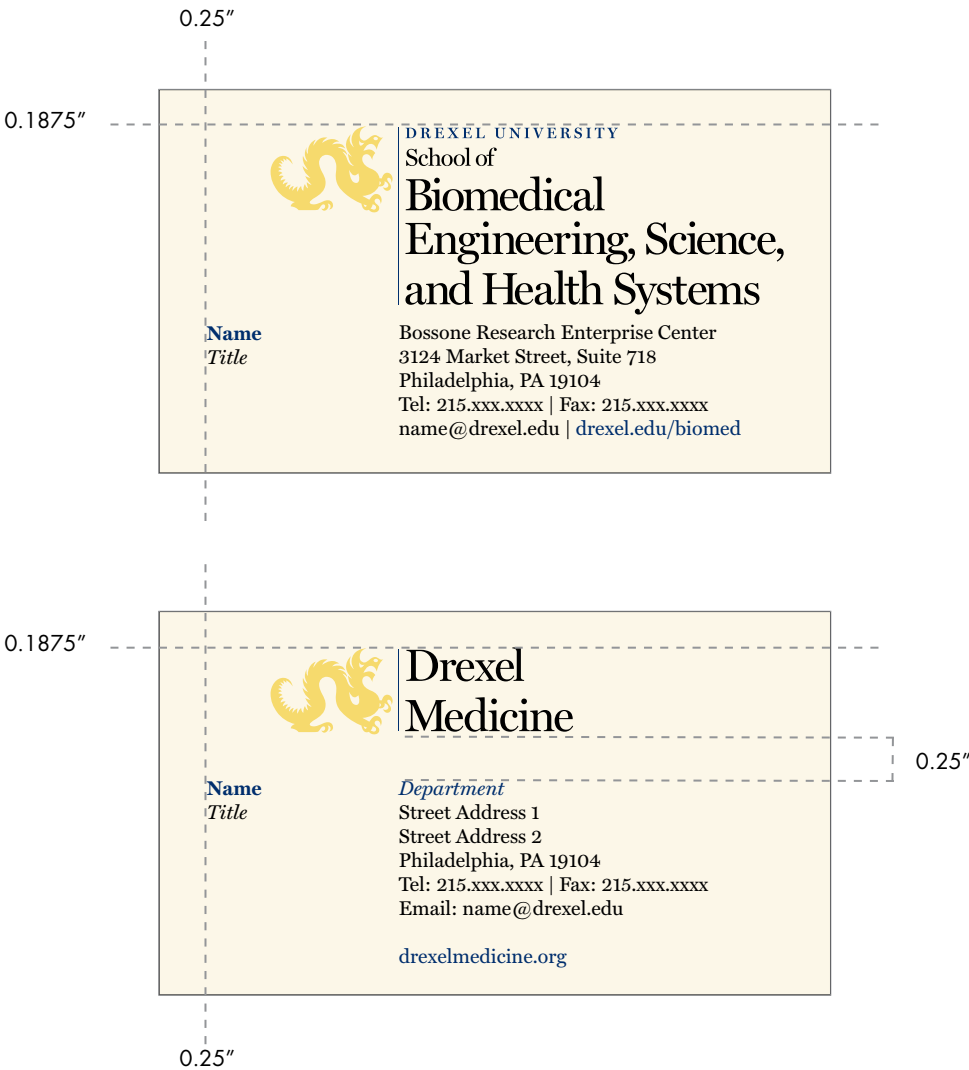 0.25″
0.1875″
DREXEL UNIVERSITY
School of
Biomedical
Engineering, Science,
and Health Systems
Name
Title
Bossone Research Enterprise Center
3124 Market Street, Suite 718
Philadelphia, PA 19104
Tel: 215.xxx.xxxx | Fax: 215.xxx.xxxx
name@drexel.edu | drexel.edu/biomed
0.1875″
Drexel
Medicine
0.25″
Name
Title
Department
Street Address 1
Street Address 2
Philadelphia, PA 19104
Tel: 215.xxx.xxxx | Fax: 215.xxx.xxxx
Email: name@drexel.edu
drexelmedicine.org
0.25″